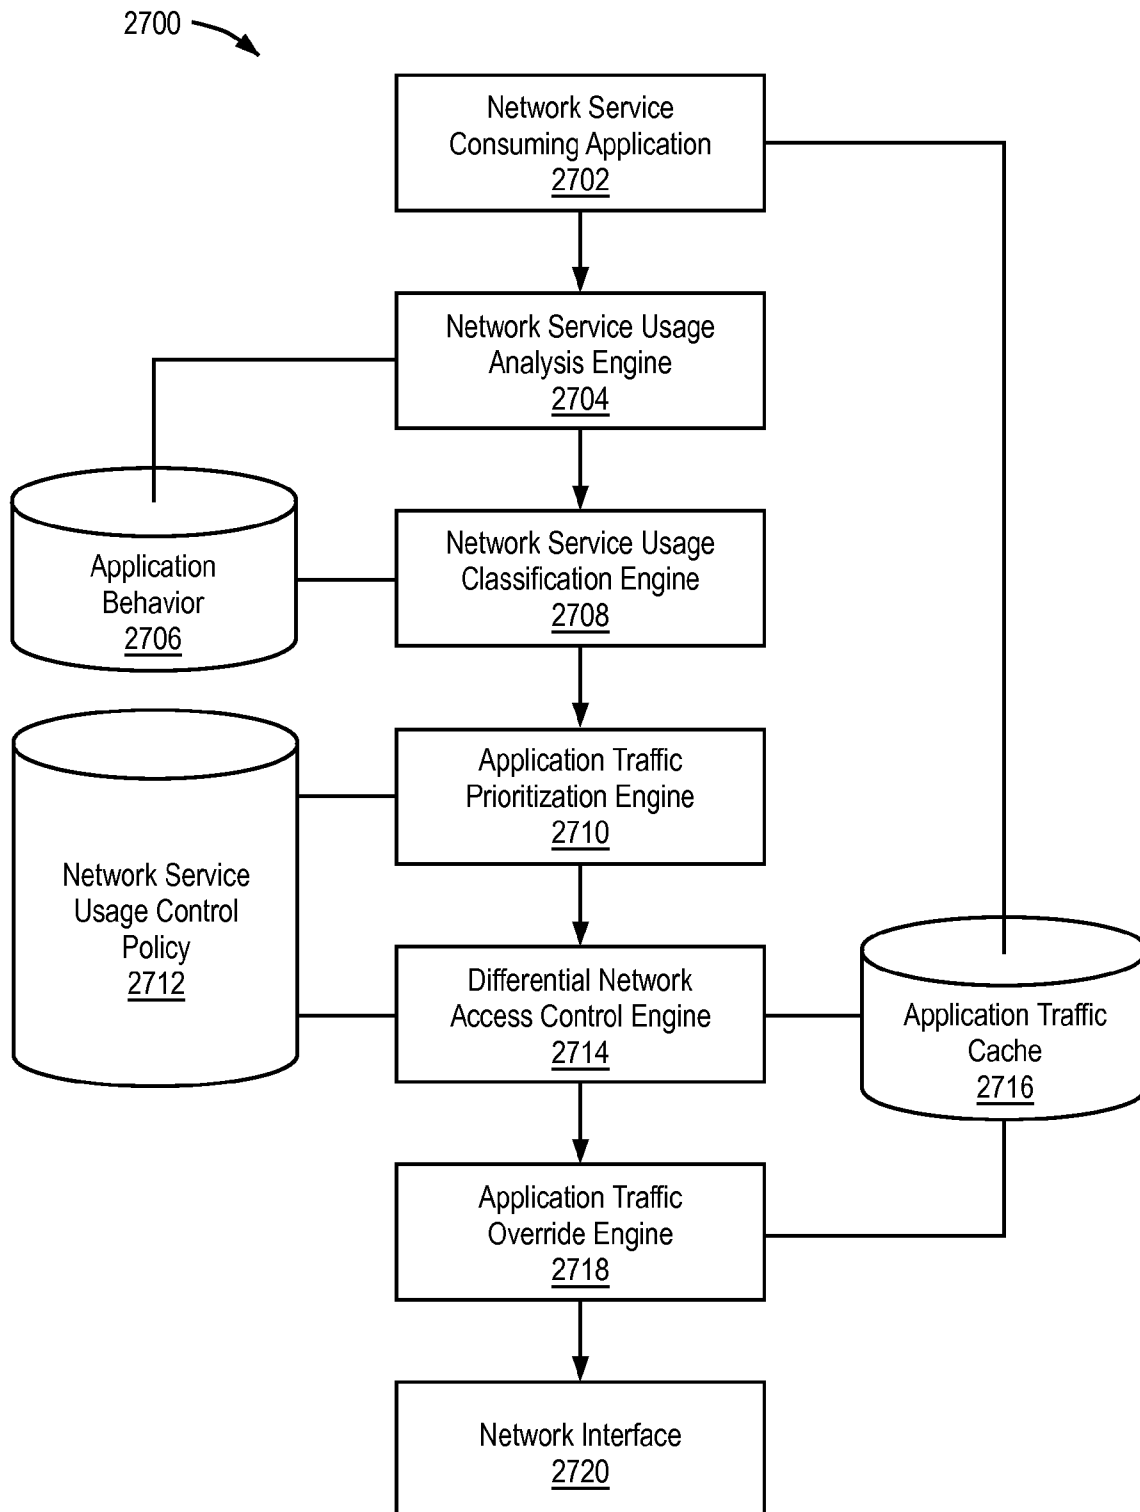 2700
Network Service
Consuming Application
2702
Network Service Usage
Analysis Engine
2704
Network Service Usage
Classification Engine
2708
Application
Behavior
2706
Application Traffic
Prioritization Engine
2710
Network Service
Usage Control
Policy
2712
Differential Network
Access Control Engine
2714
Application Traffic
Cache
2716
Application Traffic
Override Engine
2718
Network Interface
2720